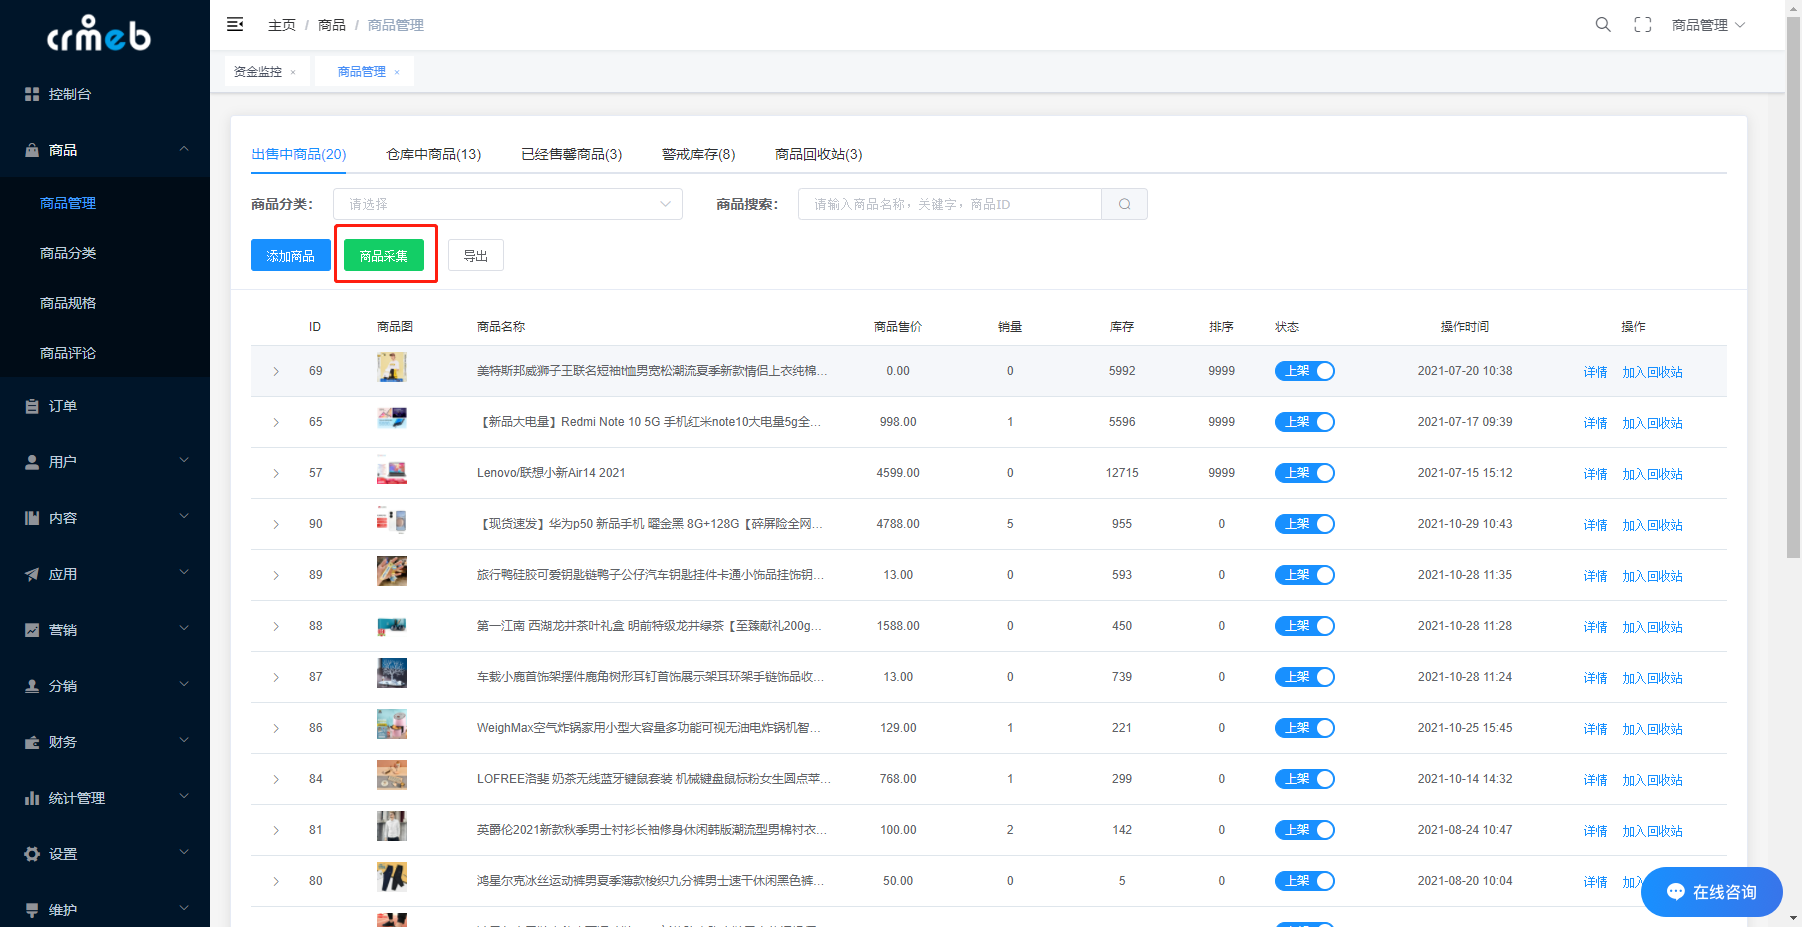 crmeb
主页 / 商品 / 商品管理
商品管理
资金监控 ×
商品管理 ×
控制台
商品
商品管理
商品分类
商品规格
商品评论
订单
用户
内容
应用
营销
分销
财务
统计管理
设置
维护
出售中商品(20) 仓库中商品(13) 已经售馨商品(3) 警戒库存(8) 商品回收站(3)
商品分类： 请选择 商品搜索： 请输入商品名称，关键字，商品ID
添加商品 商品采集 导出
ID 商品图 商品名称 商品售价 销量 库存 排序 状态 操作时间 操作
69 美特斯邦威狮子王联名短袖t恤男宽松潮流夏季新款情侣上衣纯棉... 0.00 0 5992 9999 上架 2021-07-20 10:38 详情 加入回收站
65 【新品大电量】Redmi Note 10 5G 手机红米note10大电量5g全... 998.00 1 5596 9999 上架 2021-07-17 09:39 详情 加入回收站
57 Lenovo/联想小新Air14 2021 4599.00 0 12715 9999 上架 2021-07-15 15:12 详情 加入回收站
90 【现货速发】华为p50 新品手机 曜金黑 8G+128G【碎屏险全网... 4788.00 5 955 0 上架 2021-10-29 10:43 详情 加入回收站
89 旅行鸭硅胶可爱钥匙链鸭子公仔汽车钥匙挂件卡通小饰品挂饰钥... 13.00 0 593 0 上架 2021-10-28 11:35 详情 加入回收站
88 第一江南 西湖龙井茶叶礼盒 明前特级龙井绿茶【至臻献礼200g... 1588.00 0 450 0 上架 2021-10-28 11:28 详情 加入回收站
87 车载小鹿首饰架摆件鹿角树形耳钉首饰展示架耳环架手链饰品收... 13.00 0 739 0 上架 2021-10-28 11:24 详情 加入回收站
86 WeighMax空气炸锅家用小型大容量多功能可视无油电炸锅机智... 129.00 1 221 0 上架 2021-10-25 15:45 详情 加入回收站
84 LOFREE洛斐 奶茶无线蓝牙键鼠套装 机械键盘鼠标粉女生圆点苹... 768.00 1 299 0 上架 2021-10-14 14:32 详情 加入回收站
81 英爵伦2021新款秋季男士衬衫长袖修身休闲韩版潮流型男棉衬衣... 100.00 2 142 0 上架 2021-08-24 10:47 详情 加入回收站
80 鸿星尔克冰丝运动裤男夏季薄款梭织九分裤男士速干休闲黑色裤... 50.00 0 5 0 上架 2021-08-20 10:04 详情 加入
在线咨询